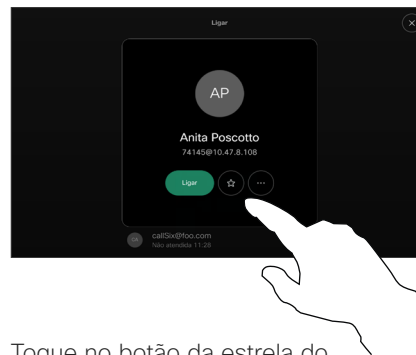 Ligar
AP
Anita Poscotto
74145@10.47.8.108
Ligar
CA
callSix@foo.com
Não atendida 11:28
Toque no botão da estrela do